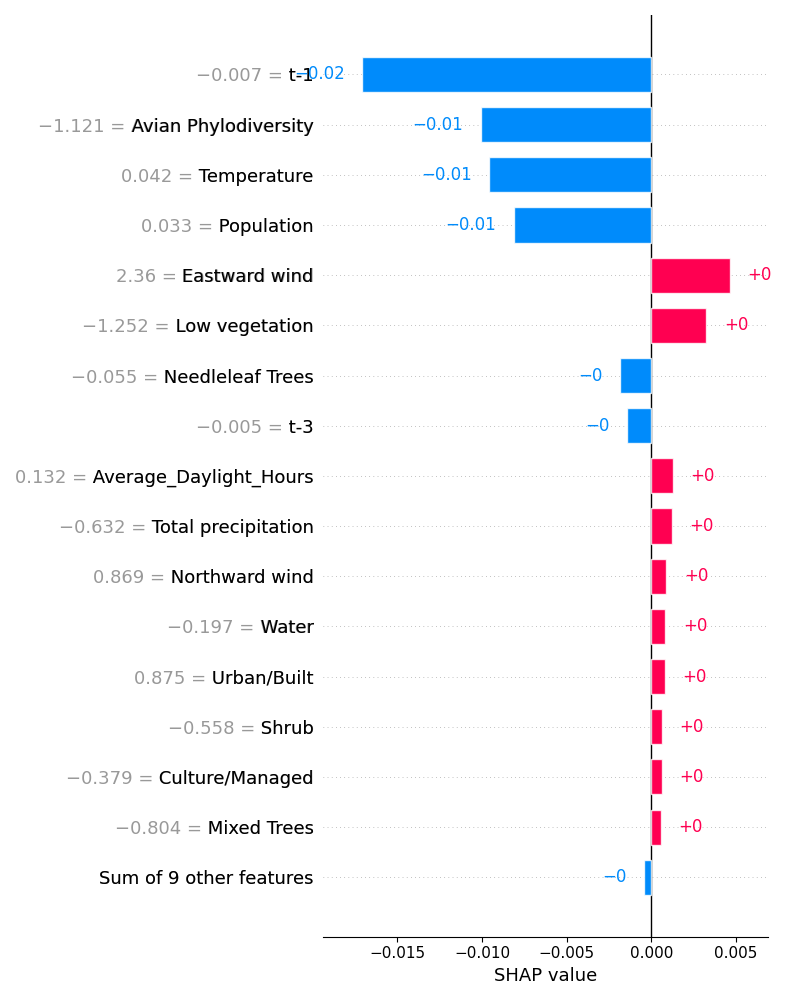 −0.007 = t-1 −0.02
−1.121 = Avian Phylodiversity −0.01
0.042 = Temperature −0.01
0.033 = Population −0.01
2.36 = Eastward wind +0
−1.252 = Low vegetation +0
−0.055 = Needleleaf Trees −0
−0.005 = t-3 −0
0.132 = Average_Daylight_Hours +0
−0.632 = Total precipitation +0
0.869 = Northward wind +0
−0.197 = Water +0
0.875 = Urban/Built +0
−0.558 = Shrub +0
−0.379 = Culture/Managed +0
−0.804 = Mixed Trees +0
Sum of 9 other features −0
−0.015 −0.010 −0.005 0.000 0.005
SHAP value